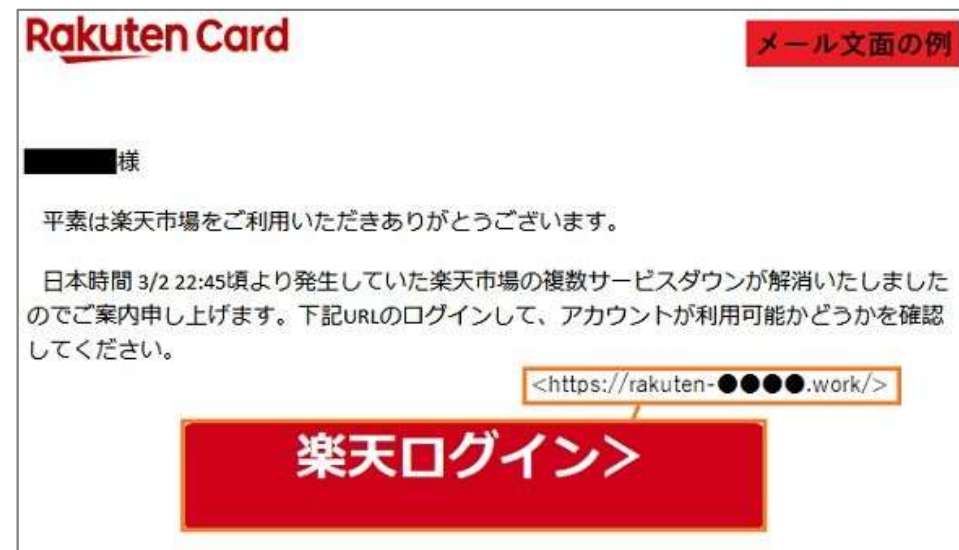 Rakuten Card
メール文面の例
様
平素は楽天市場をご利用いただきありがとうございます。
日本時間 3/2 22:45頃より発生していた楽天市場の複数サービスダウンが解消いたしました
のでご案内申し上げます。下記URLのログインして、アカウントが利用可能かどうかを確認
してください。
<https://rakuten-●●●●.work/>
楽天ログイン>